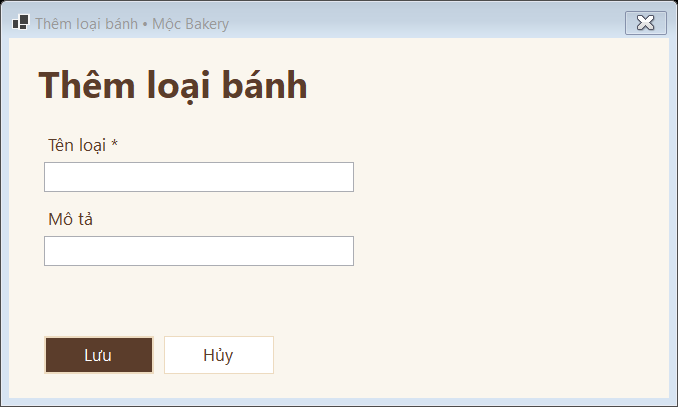 Thêm loại bánh • Mộc Bakery
Thêm loại bánh
Tên loại *
Mô tả
Lưu
Hủy